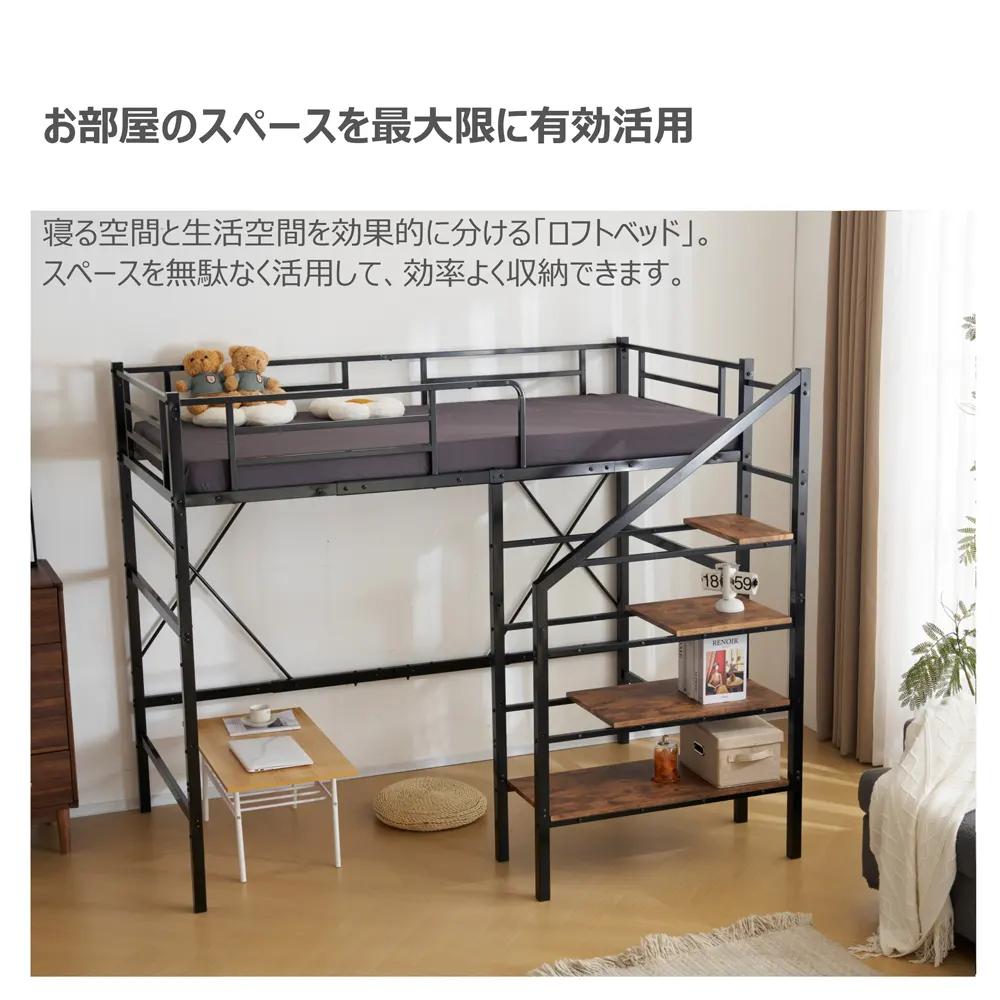 お部屋のスペースを最大限に有効活用
寝る空間と生活空間を効果的に分ける「ロフトベッド」。
スペースを無駄なく活用して、効率よく収納できます。
18 59
RENOIR